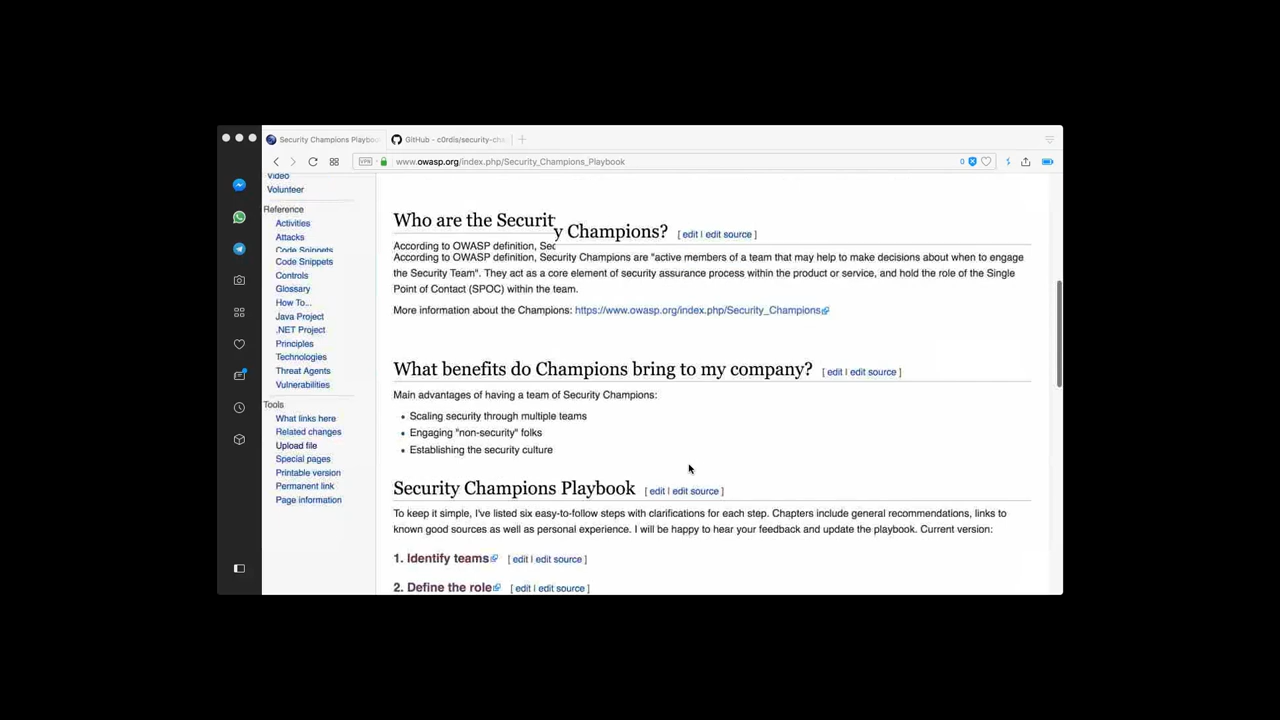 Security Champions Playbo
GitHub - c0rdis/security-cha
VPN
www.owasp.org/index.php/Security_Champions_Playbook
0
Video
Volunteer
Reference
Activities
Attacks
Code Snippets
Code Snippets
Controls
Glossary
How To...
Java Project
.NET Project
Principles
Technologies
Threat Agents
Vulnerabilities
Tools
What links here
Related changes
Upload file
Special pages
Printable version
Permanent link
Page information
Who are the Security Champions? [ edit | edit source ]
According to OWASP definition, Sec
According to OWASP definition, Security Champions are "active members of a team that may help to make decisions about when to engage
the Security Team". They act as a core element of security assurance process within the product or service, and hold the role of the Single
Point of Contact (SPOC) within the team.
More information about the Champions: https://www.owasp.org/index.php/Security_Champions
What benefits do Champions bring to my company? [ edit | edit source ]
Main advantages of having a team of Security Champions:
• Scaling security through multiple teams
• Engaging "non-security" folks
• Establishing the security culture
Security Champions Playbook [ edit | edit source ]
To keep it simple, I've listed six easy-to-follow steps with clarifications for each step. Chapters include general recommendations, links to
known good sources as well as personal experience. I will be happy to hear your feedback and update the playbook. Current version:
1. Identify teams [ edit | edit source ]
2. Define the role [ edit | edit source ]